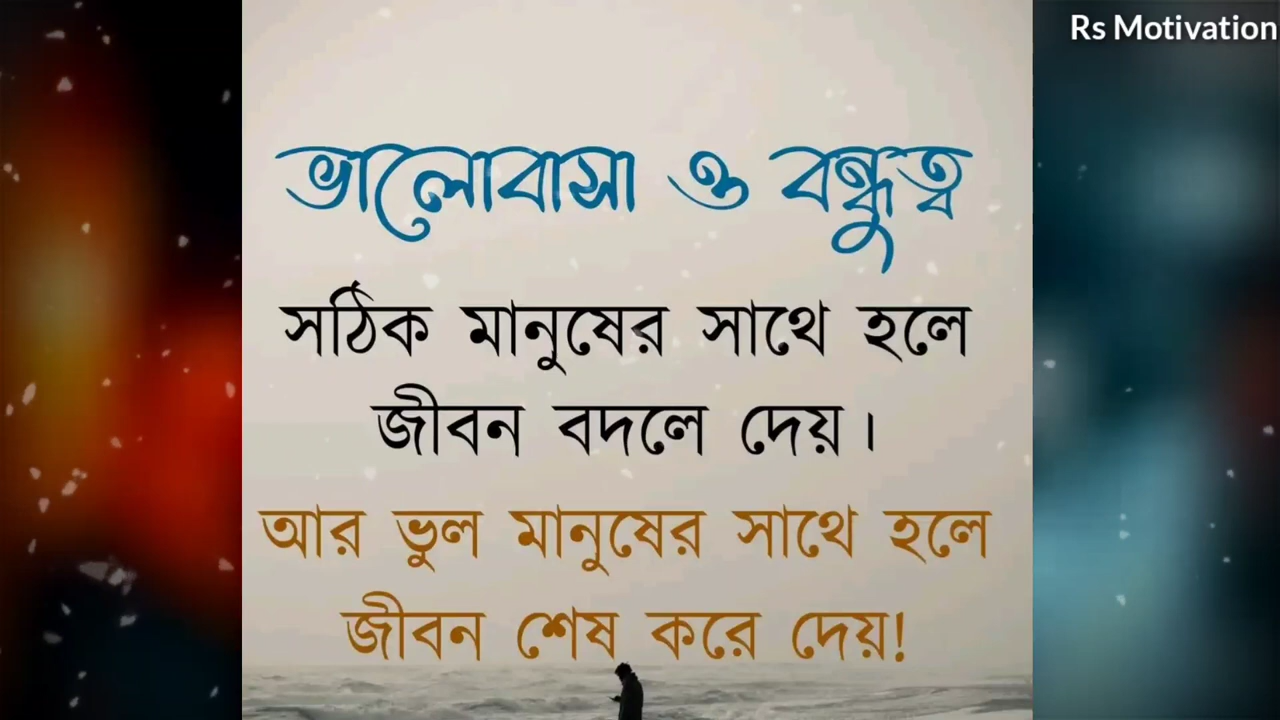 Rs Motivation
ভালোবাসা ও বন্ধুত্ব
সঠিক মানুষের সাথে হলে
জীবন বদলে দেয়।
আর ভুল মানুষের সাথে হলে
জীবন শেষ করে দেয়!